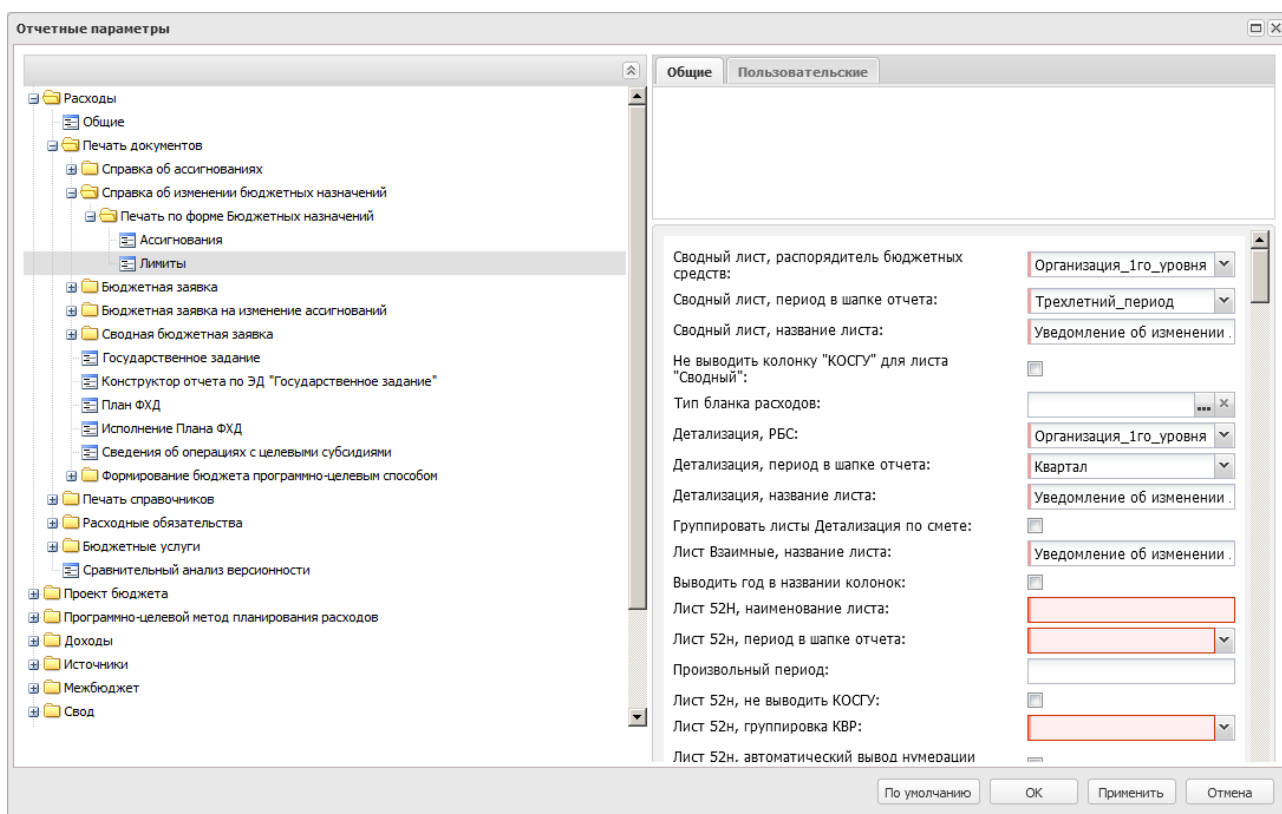 Отчетные параметры
Расходы
Общие
Печать документов
Справка об ассигнованиях
Справка об изменении бюджетных назначений
Печать по форме Бюджетных назначений
Ассигнования
Лимиты
Бюджетная заявка
Бюджетная заявка на изменение ассигнований
Сводная бюджетная заявка
Государственное задание
Конструктор отчета по ЭД "Государственное задание"
План ФХД
Исполнение Плана ФХД
Сведения об операциях с целевыми субсидиями
Формирование бюджета программно-целевым способом
Печать справочников
Расходные обязательства
Бюджетные услуги
Сравнительный анализ версионности
Проект бюджета
Программно-целевой метод планирования расходов
Доходы
Источники
Межбюджет
Свод
Общие Пользовательские
Сводный лист, распорядитель бюджетных
средств: Организация_1го_уровня
Сводный лист, период в шапке отчета: Трехлетний_период
Сводный лист, название листа: Уведомление об изменении .
Не выводить колонку "КОСГУ" для листа
"Сводный":
Тип бланка расходов: ...
Детализация, РБС: Организация_1го_уровня
Детализация, период в шапке отчета: Квартал
Детализация, название листа: Уведомление об изменении .
Группировать листы Детализация по смете:
Лист Взаимные, название листа: Уведомление об изменении .
Выводить год в названии колонок:
Лист 52Н, наименование листа:
Лист 52н, период в шапке отчета:
Произвольный период:
Лист 52н, не выводить КОСГУ:
Лист 52н, группировка КВР:
Лист 52н, автоматический вывод нумерации
По умолчанию OK Применить Отмена